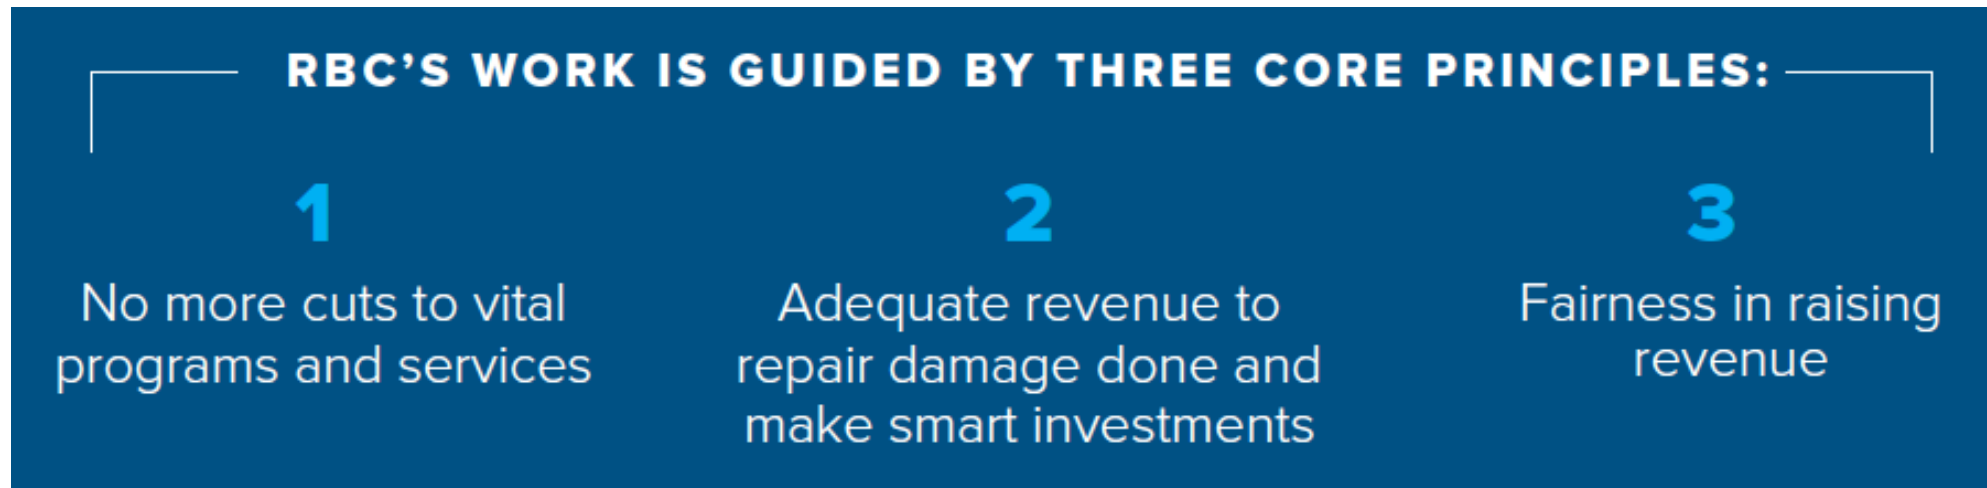 RBC'S WORK IS GUIDED BY THREE CORE PRINCIPLES:
1
No more cuts to vital
programs and services
2
Adequate revenue to
repair damage done and
make smart investments
3
Fairness in raising
revenue